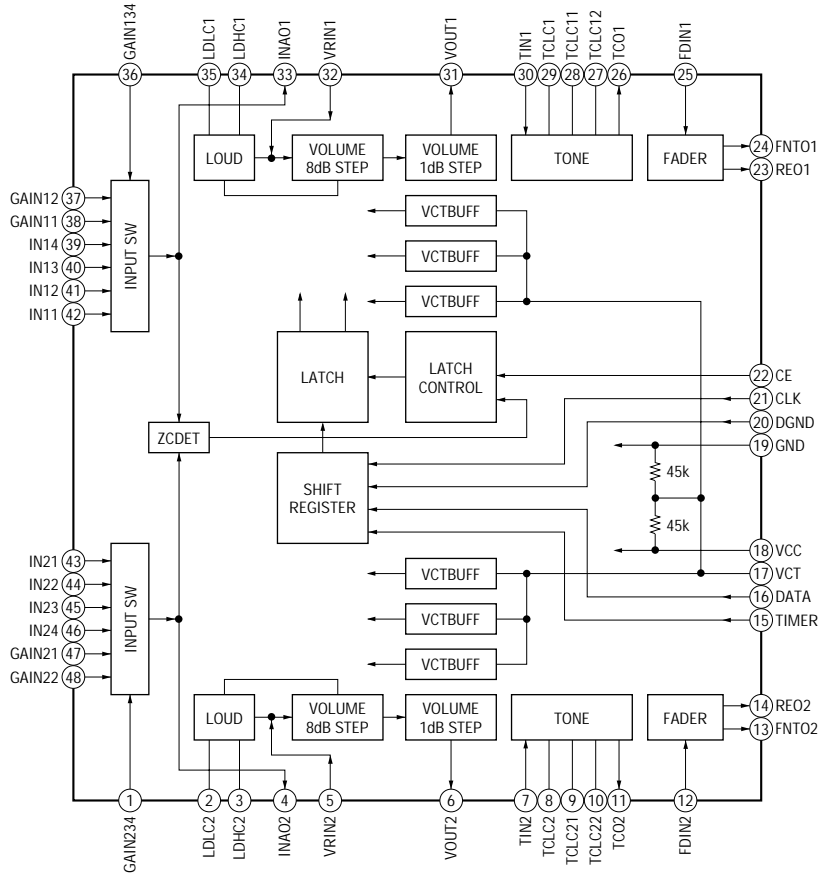 GAIN134
LDLC1
LDHC1
INAO1
VRIN1
VOUT1
TIN1
TCLC1
TCLC11
TCLC12
TCO1
FDIN1
36
35
34
33
32
31
30
29
28
27
26
25
LOUD
VOLUME
8dB STEP
VOLUME
1dB STEP
TONE
FADER
24 FNTO1
23 REO1
GAIN12 37
GAIN11 38
IN14 39
IN13 40
IN12 41
IN11 42
INPUT SW
VCTBUFF
VCTBUFF
VCTBUFF
LATCH
LATCH
CONTROL
22 CE
21 CLK
20 DGND
19 GND
ZCDET
SHIFT
REGISTER
45k
45k
18 VCC
17 VCT
16 DATA
15 TIMER
IN21 43
IN22 44
IN23 45
IN24 46
GAIN21 47
GAIN22 48
INPUT SW
VCTBUFF
VCTBUFF
VCTBUFF
LOUD
VOLUME
8dB STEP
VOLUME
1dB STEP
TONE
FADER
14 REO2
13 FNTO2
1
2
3
4
5
6
7
8
9
10
11
12
GAIN234
LDLC2
LDHC2
INAO2
VRIN2
VOUT2
TIN2
TCLC2
TCLC21
TCLC22
TCO2
FDIN2